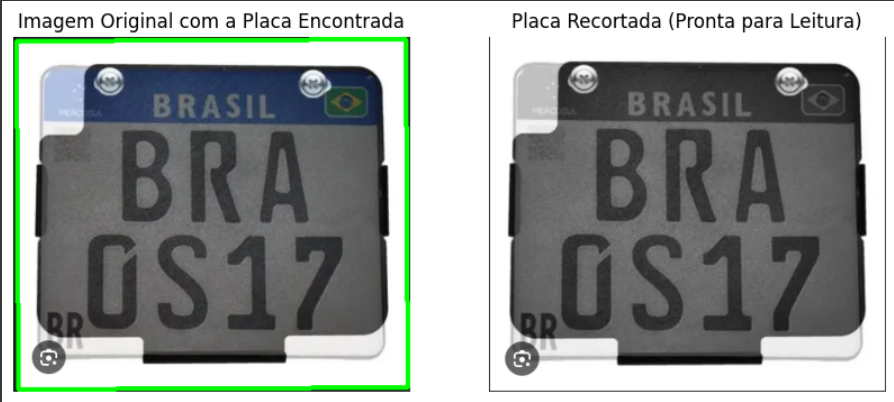 Imagem Original com a Placa Encontrada
MERCOSUL
BRASIL
BRA
0S17
BR
Placa Recortada (Pronta para Leitura)
MERCOSUL
BRASIL
BRA
0S17
BR